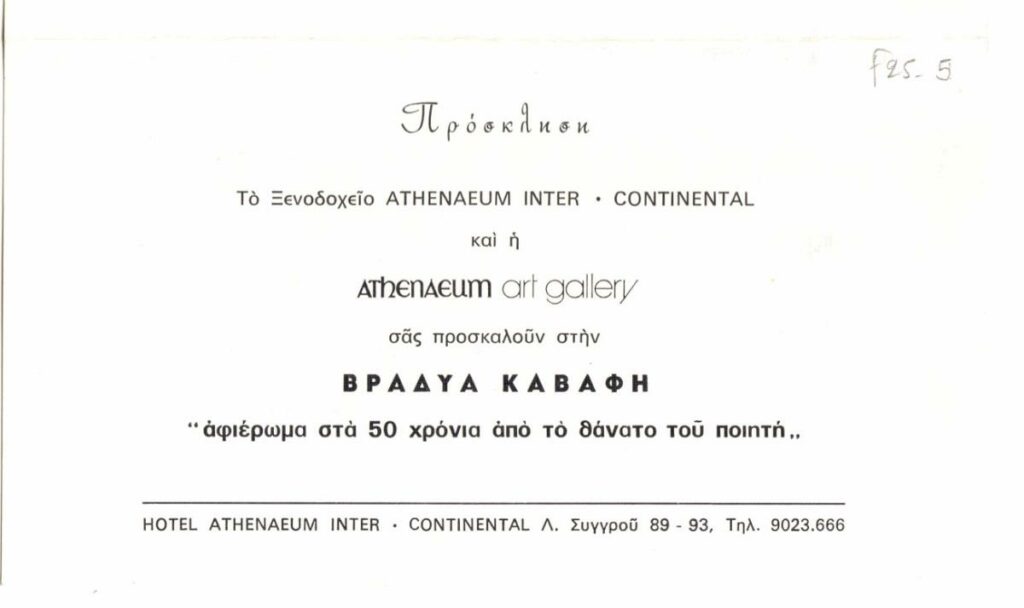 F25-5
Πρόσκληση
Τὸ Ξενοδοχεῖο ATHENAEUM INTER · CONTINENTAL
καὶ ἡ
AThENAEUM art gallery
σᾶς προσκαλοῦν στὴν
ΒΡΑΔΥΑ ΚΑΒΑΦΗ
“ἀφιέρωμα στὰ 50 χρόνια ἀπὸ τὸ θάνατο τοῦ ποιητή„
HOTEL ATHENAEUM INTER · CONTINENTAL Λ. Συγγροῦ 89 - 93, Τηλ. 9023.666